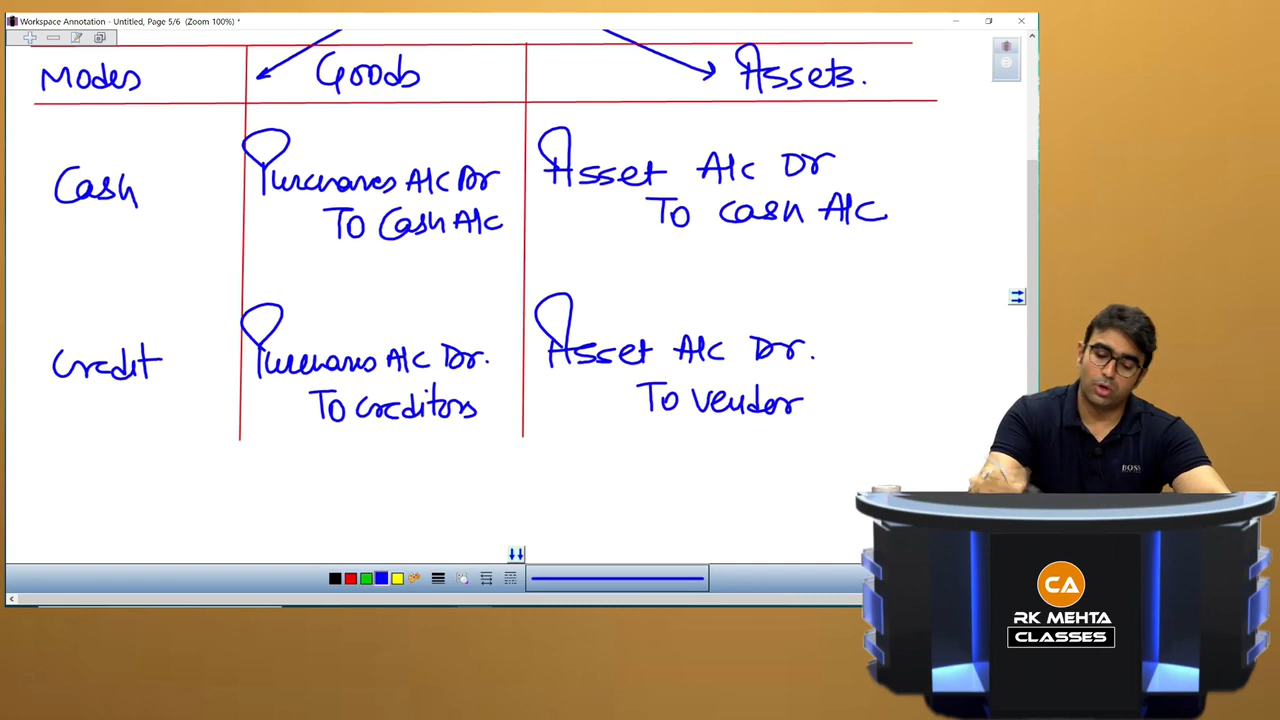 Workspace Annotation - Untitled, Page 5/6 (Zoom 100%) *
Modes Goods Assets.
Cash Purchases A/c Dr Asset A/c Dr
To Cash A/c To cash A/c
Credit Purchases A/c Dr. Asset A/c Dr.
To creditors To vendor
BOSS
CA
RK MEHTA
CLASSES